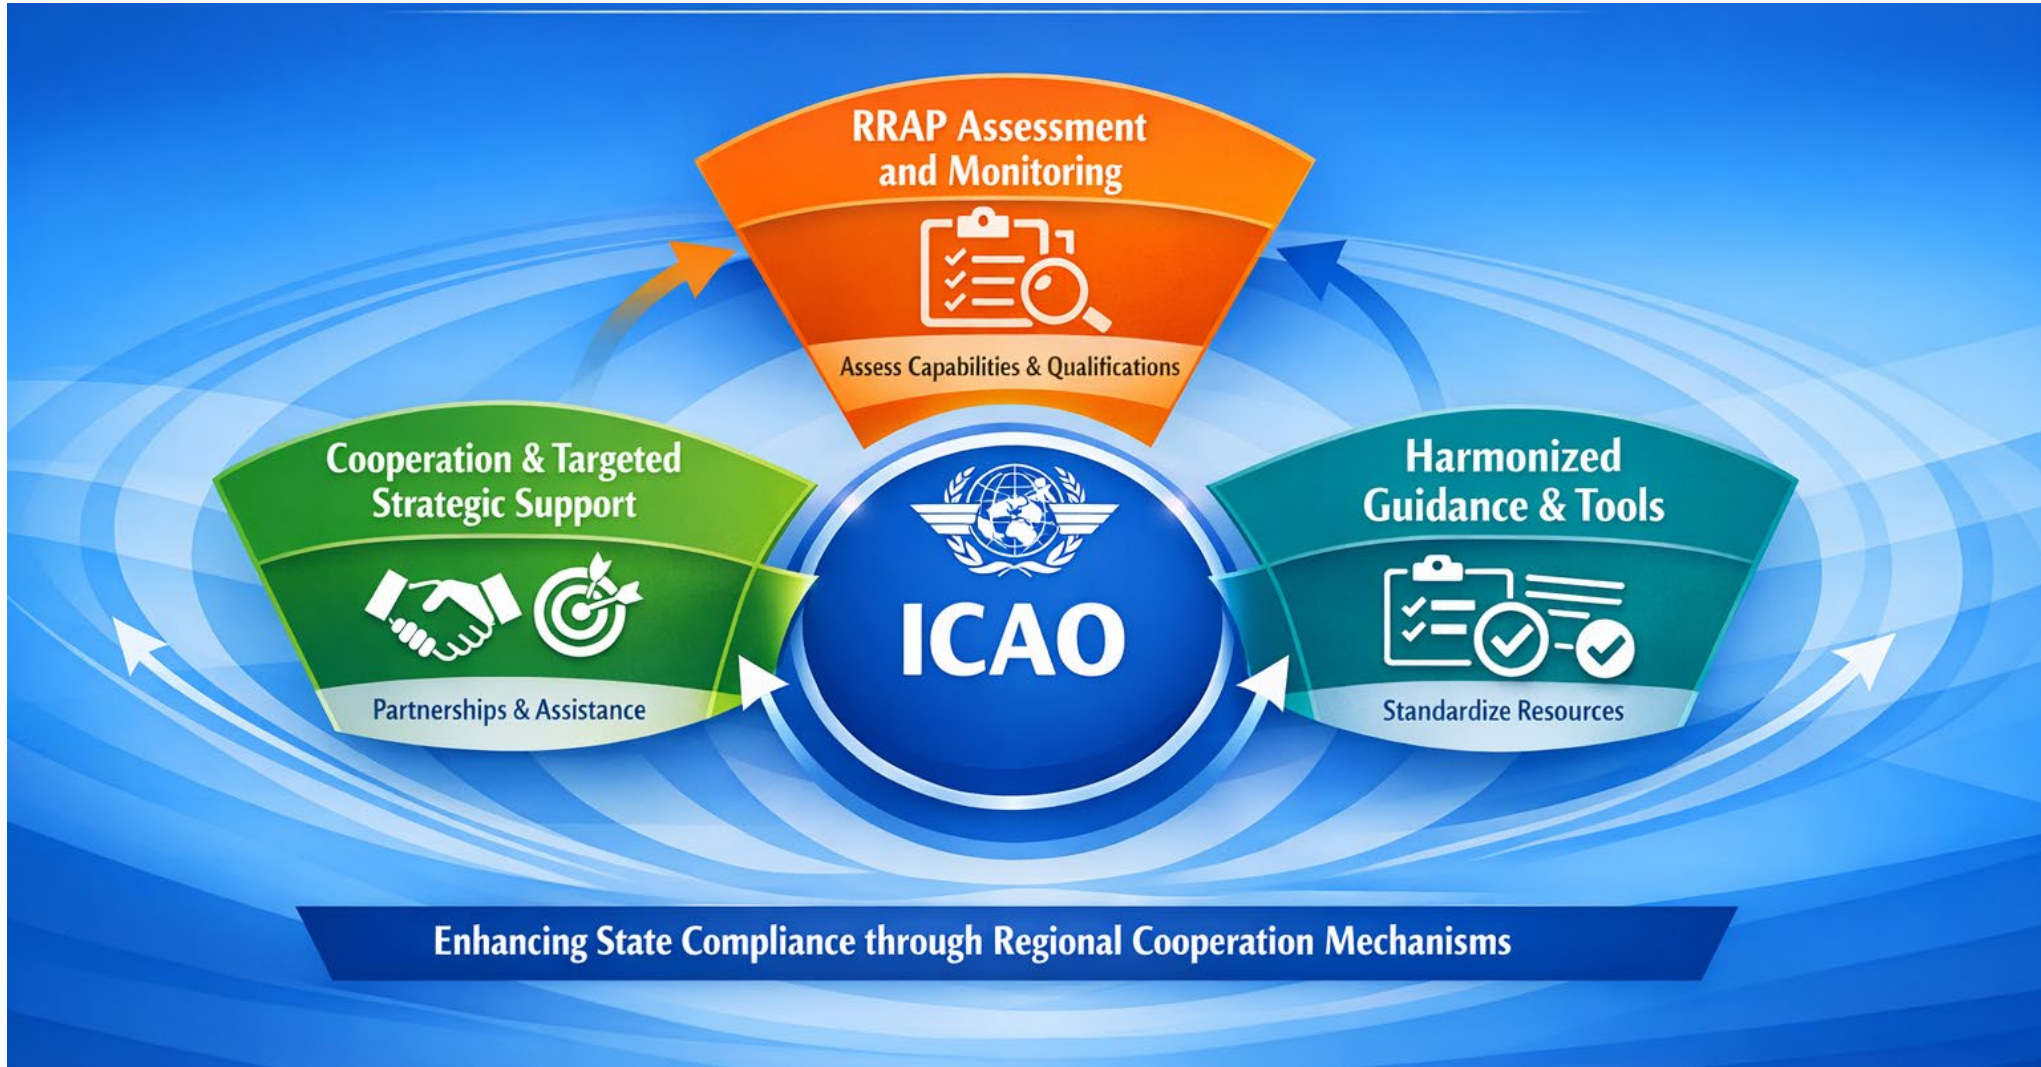 RRAP Assessment
and Monitoring
Assess Capabilities & Qualifications
Cooperation & Targeted
Strategic Support
Partnerships & Assistance
ICAO
Harmonized
Guidance & Tools
Standardize Resources
Enhancing State Compliance through Regional Cooperation Mechanisms